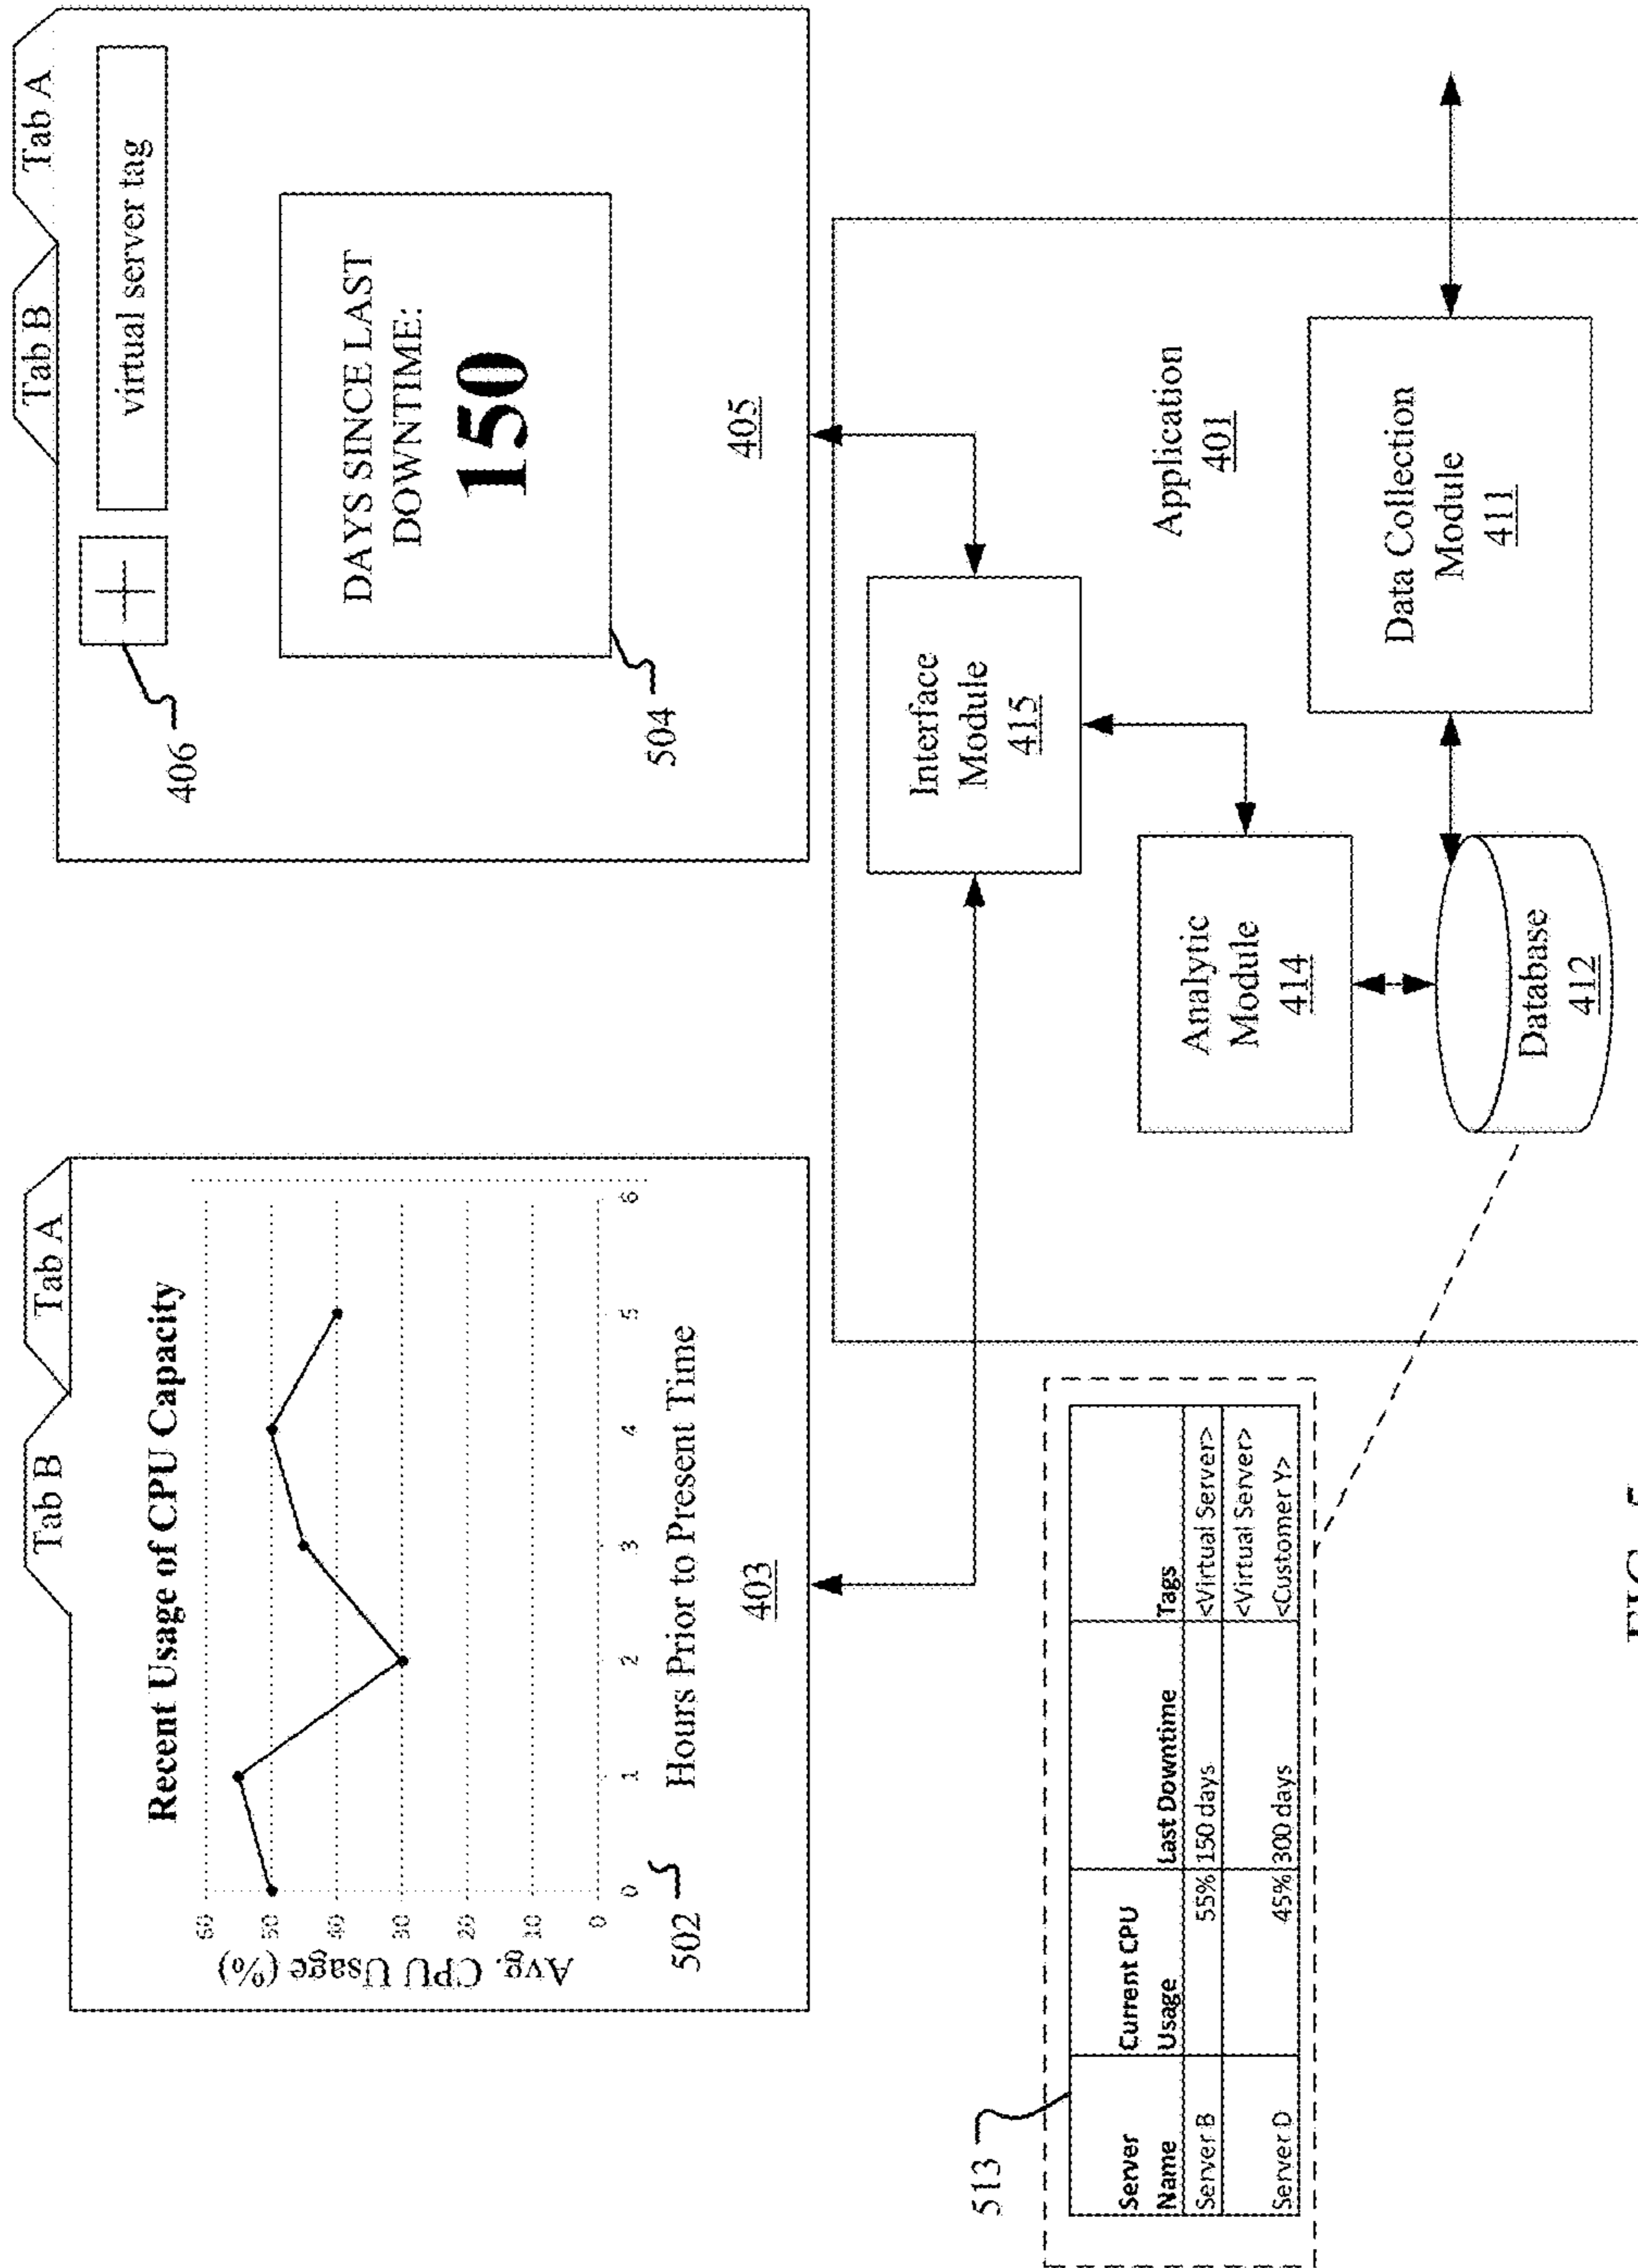 Tab B
Tab A
Recent Usage of CPU Capacity
Avg. CPU Usage (%)
60
50
40
30
20
10
0
0
1
2
3
4
5
6
502
Hours Prior to Present Time
403
Tab B
Tab A
virtual server tag
406
DAYS SINCE LAST
DOWNTIME:
150
504
405
513
Server
Name
Current CPU
Usage
Last Downtime
Tags
Server B
55%
150 days
<Virtual Server>
<Virtual Server>
Server D
45%
300 days
<Customer Y>
Interface
Module
415
Application
401
Analytic
Module
414
Data Collection
Module
411
Database
412